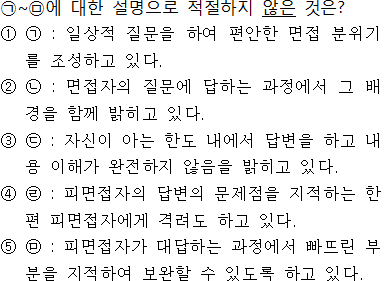 ㉠~㉤에 대한 설명으로 적절하지 않은 것은?
① ㉠ : 일상적 질문을 하여 편안한 면접 분위기
를 조성하고 있다.
② ㉡ : 면접자의 질문에 답하는 과정에서 그 배
경을 함께 밝히고 있다.
③ ㉢ : 자신이 아는 한도 내에서 답변을 하고 내
용 이해가 완전하지 않음을 밝히고 있다.
④ ㉣ : 피면접자의 답변의 문제점을 지적하는 한
편 피면접자에게 격려도 하고 있다.
⑤ ㉤ : 피면접자가 대답하는 과정에서 빠뜨린 부
분을 지적하여 보완할 수 있도록 하고 있다.